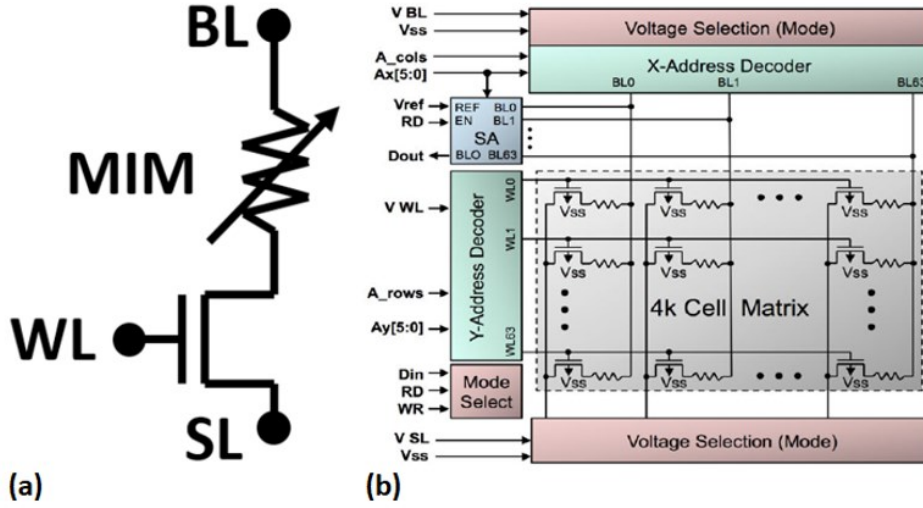 BL
MIM
WL
SL
(a)
V BL
Vss
Voltage Selection (Mode)
A_cols
Ax[5:0]
X-Address Decoder
BL0 BL1 BL63
Vref
RD
Dout
REF BL0
EN BL1
SA
BLO BL63
V WL
A_rows
Ay[5:0]
Y-Address Decoder
WL0
WL1
WL63
Vss Vss Vss
Vss Vss Vss
4k Cell Matrix
Vss Vss Vss
Din
RD
WR
Mode
Select
V SL
Vss
Voltage Selection (Mode)
(b)